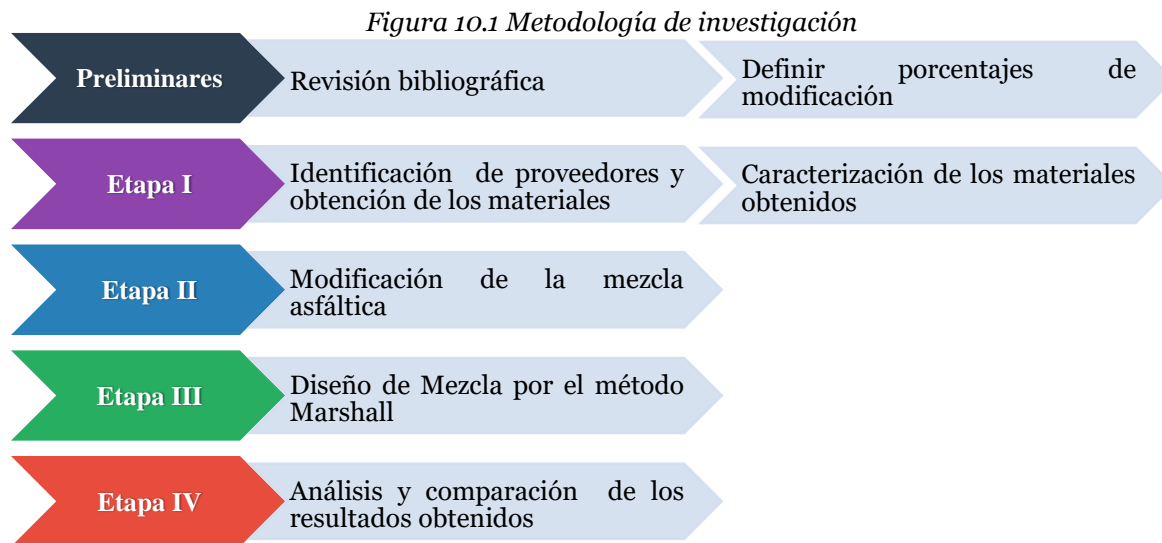 Figura 10.1 Metodología de investigación
Preliminares
Revisión bibliográfica
Definir porcentajes de
modificación
Etapa I
Identificación de proveedores y
obtención de los materiales
Caracterización de los materiales
obtenidos
Etapa II
Modificación de la mezcla
asfáltica
Etapa III
Diseño de Mezcla por el método
Marshall
Etapa IV
Análisis y comparación de los
resultados obtenidos